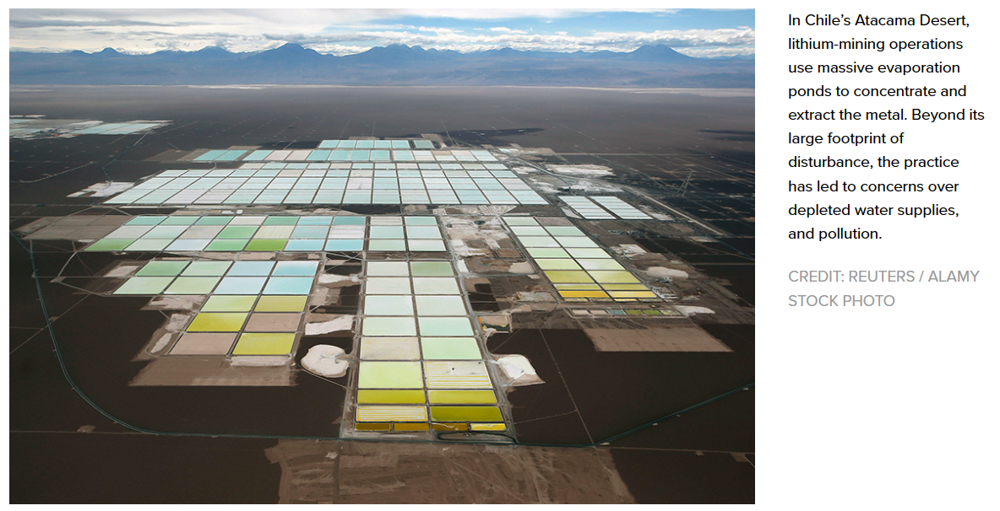 In Chile’s Atacama Desert,
lithium-mining operations
use massive evaporation
ponds to concentrate and
extract the metal. Beyond its
large footprint of
disturbance, the practice
has led to concerns over
depleted water supplies,
and pollution.
CREDIT: REUTERS / ALAMY
STOCK PHOTO